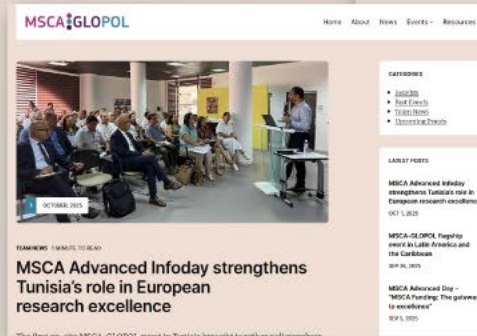 MSCA GLOPOL
Home About News Events Resources
CATEGORIES
Insights
Past Events
Team News
Upcoming Events
1 OCTOBER, 2025
LATEST POSTS
MSCA Advanced Infoday
strengthens Tunisia's role in
European research excellence
OCT 1, 2025
MSCA-GLOPOL flagship
event in Latin America and
the Caribbean
SEP 26, 2025
MSCA Advanced Day –
"MSCA Funding: The gateway
to excellence"
SEP 5, 2025
TEAM NEWS 1 MINUTE TO READ
MSCA Advanced Infoday strengthens
Tunisia's role in European
research excellence